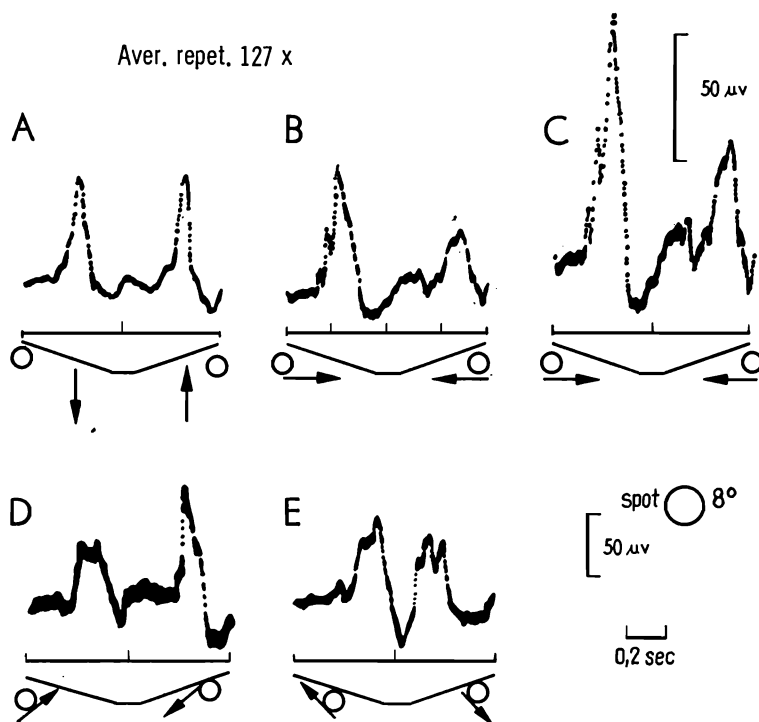 Aver. repet. 127 x
A
B
C
50 μv
D
E
spot 8°
50 μv
0,2 sec